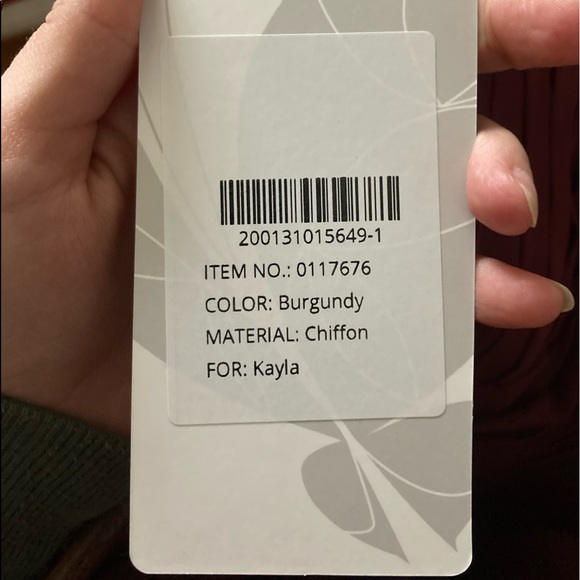 200131015649-1
ITEM NO.: 0117676
COLOR: Burgundy
MATERIAL: Chiffon
FOR: Kayla